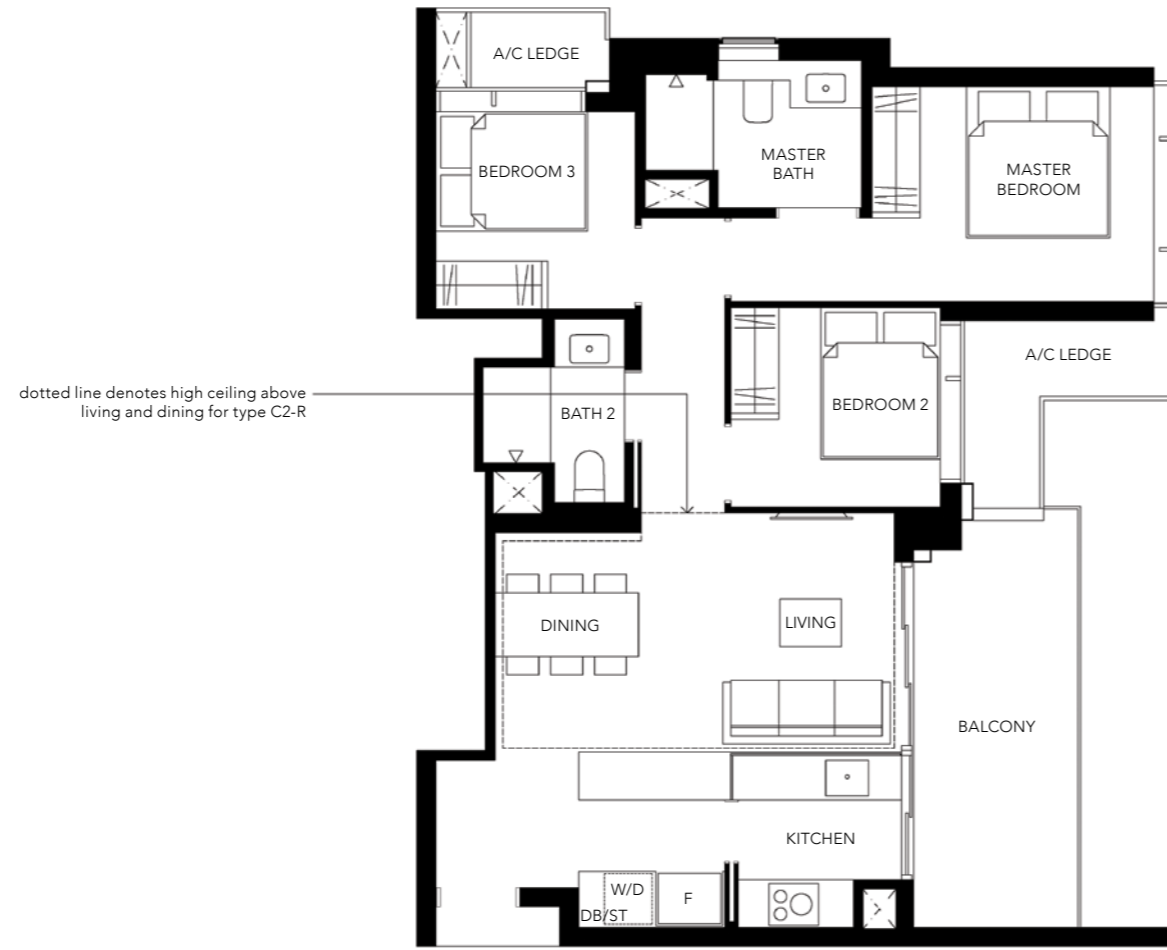 A/C LEDGE
BEDROOM 3
MASTER
BATH
MASTER
BEDROOM
A/C LEDGE
dotted line denotes high ceiling above
living and dining for type C2-R
BATH 2
BEDROOM 2
DINING
LIVING
BALCONY
KITCHEN
W/D
F
DB/ST